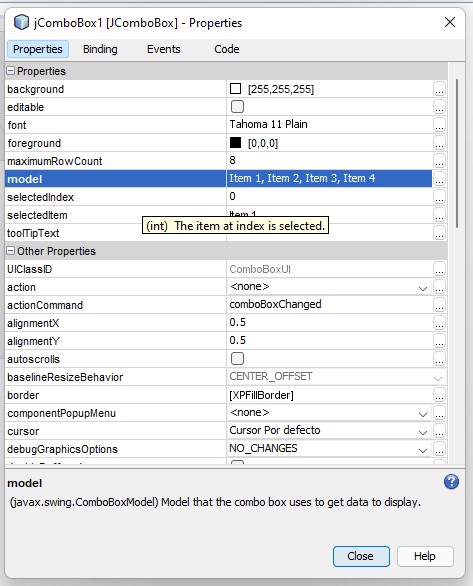 jComboBox1 [JComboBox] - Properties
Properties Binding Events Code
Properties
background [255,255,255] ...
editable ...
font Tahoma 11 Plain ...
foreground [0,0,0] ...
maximumRowCount 8 ...
model Item 1, Item 2, Item 3, Item 4 ...
selectedIndex 0 ...
selectedItem Item 1 ...
(int) The item at index is selected.
toolTipText ...
Other Properties
UIClassID ComboBoxUI ...
action <none> ...
actionCommand comboBoxChanged ...
alignmentX 0.5 ...
alignmentY 0.5 ...
autoscrolls ...
baselineResizeBehavior CENTER_OFFSET ...
border [XPFillBorder] ...
componentPopupMenu <none> ...
cursor Cursor Por defecto ...
debugGraphicsOptions NO_CHANGES ...
model
(javax.swing.ComboBoxModel) Model that the combo box uses to get data to display.
Close Help